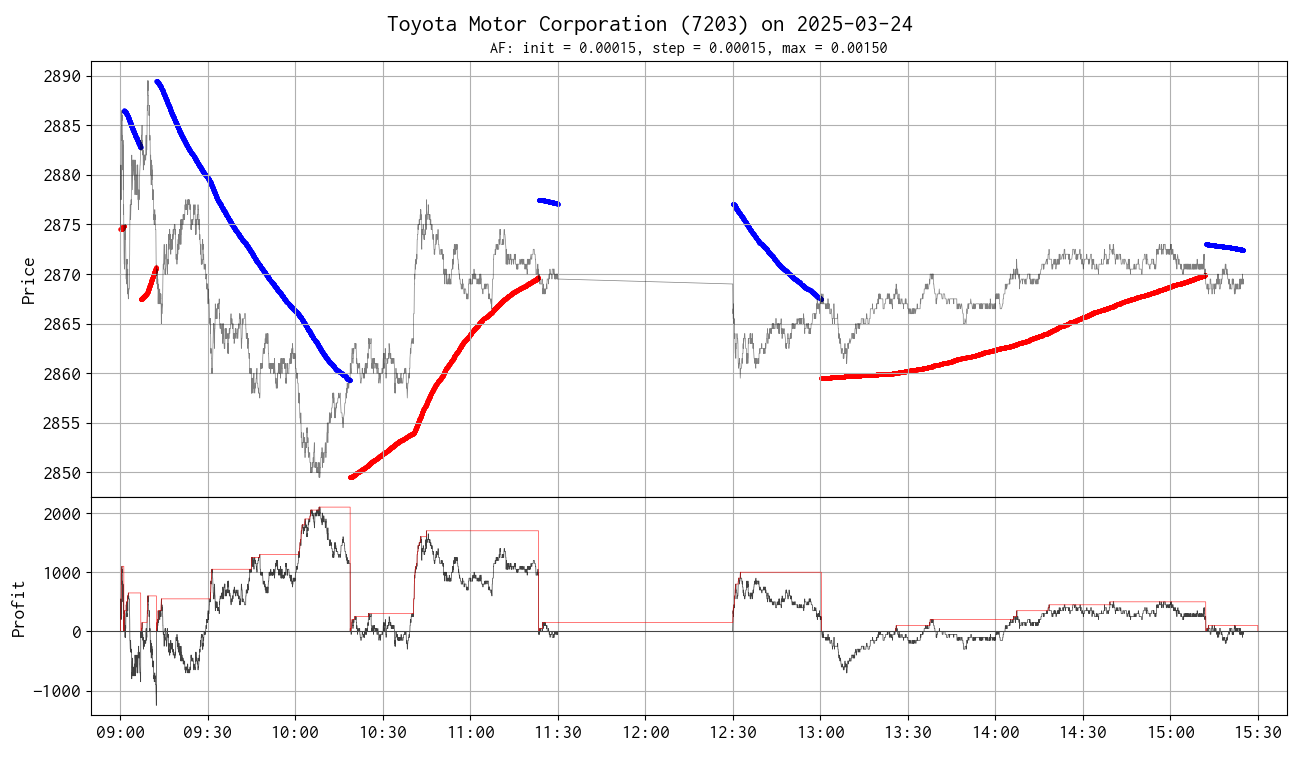 Toyota Motor Corporation (7203) on 2025-03-24
AF: init = 0.00015, step = 0.00015, max = 0.00150
Price
2890
2885
2880
2875
2870
2865
2860
2855
2850
Profit
2000
1000
0
−1000
09:00 09:30 10:00 10:30 11:00 11:30 12:00 12:30 13:00 13:30 14:00 14:30 15:00 15:30